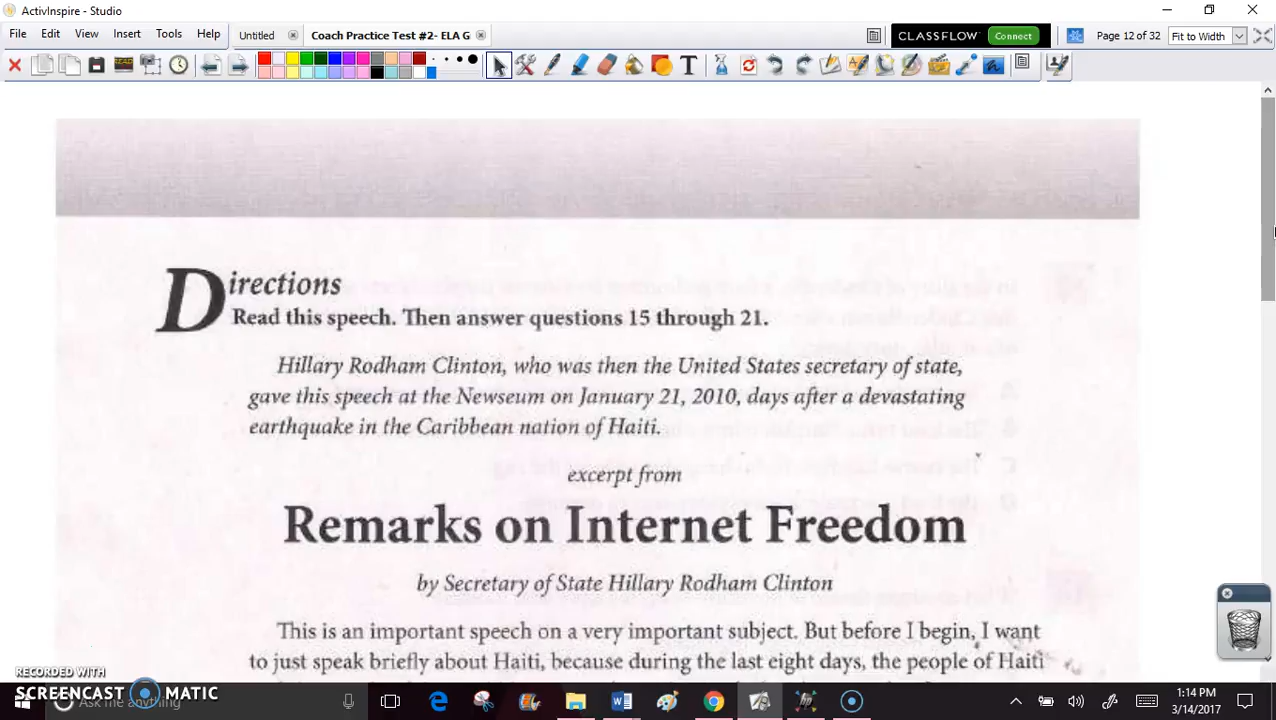 ActivInspire - Studio
File Edit View Insert Tools Help Untitled Coach Practice Test #2- ELA G CLASSFLOW Connect Page 12 of 32 Fit to Width
Directions
Read this speech. Then answer questions 15 through 21.
Hillary Rodham Clinton, who was then the United States secretary of state,
gave this speech at the Newseum on January 21, 2010, days after a devastating
earthquake in the Caribbean nation of Haiti.
excerpt from
Remarks on Internet Freedom
by Secretary of State Hillary Rodham Clinton
This is an important speech on a very important subject. But before I begin, I want
to just speak briefly about Haiti, because during the last eight days, the people of Haiti
RECORDED WITH
SCREENCAST MATIC
Ask me anything
1:14 PM
3/14/2017